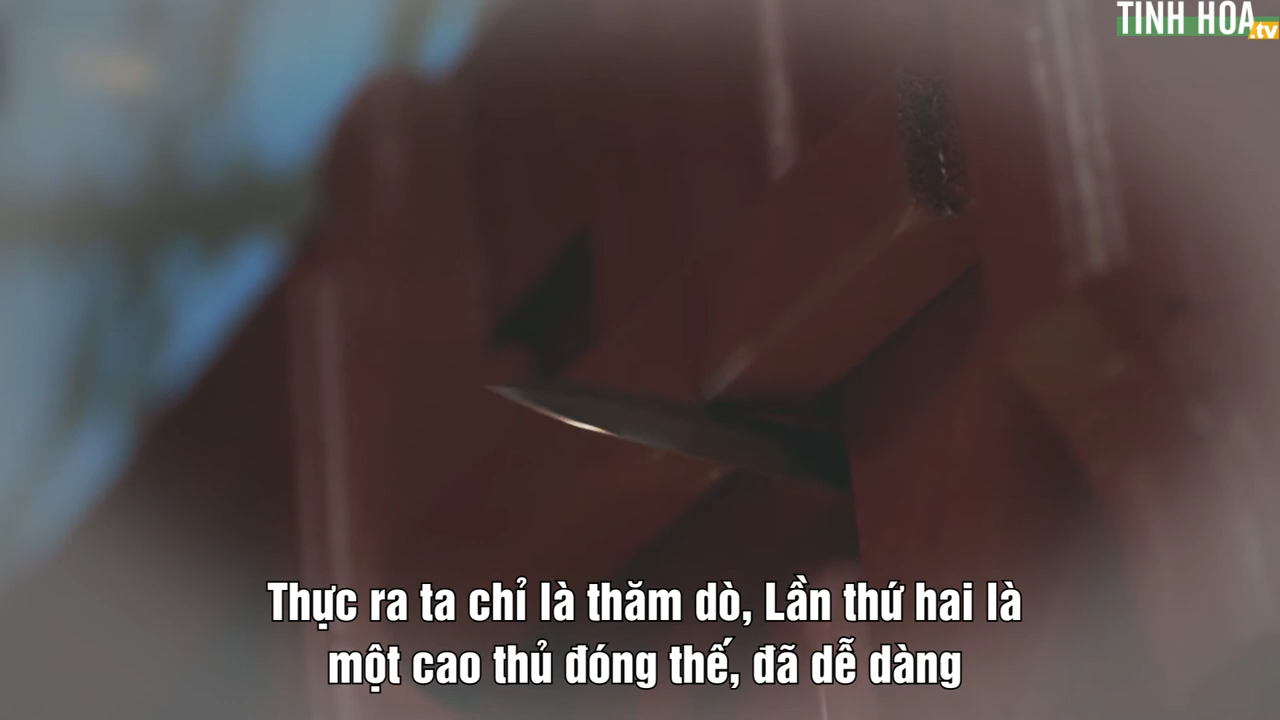 TINH HOA
.tv
Thực ra ta chỉ là thăm dò, Lần thứ hai là
một cao thủ đóng thế, đã dễ dàng